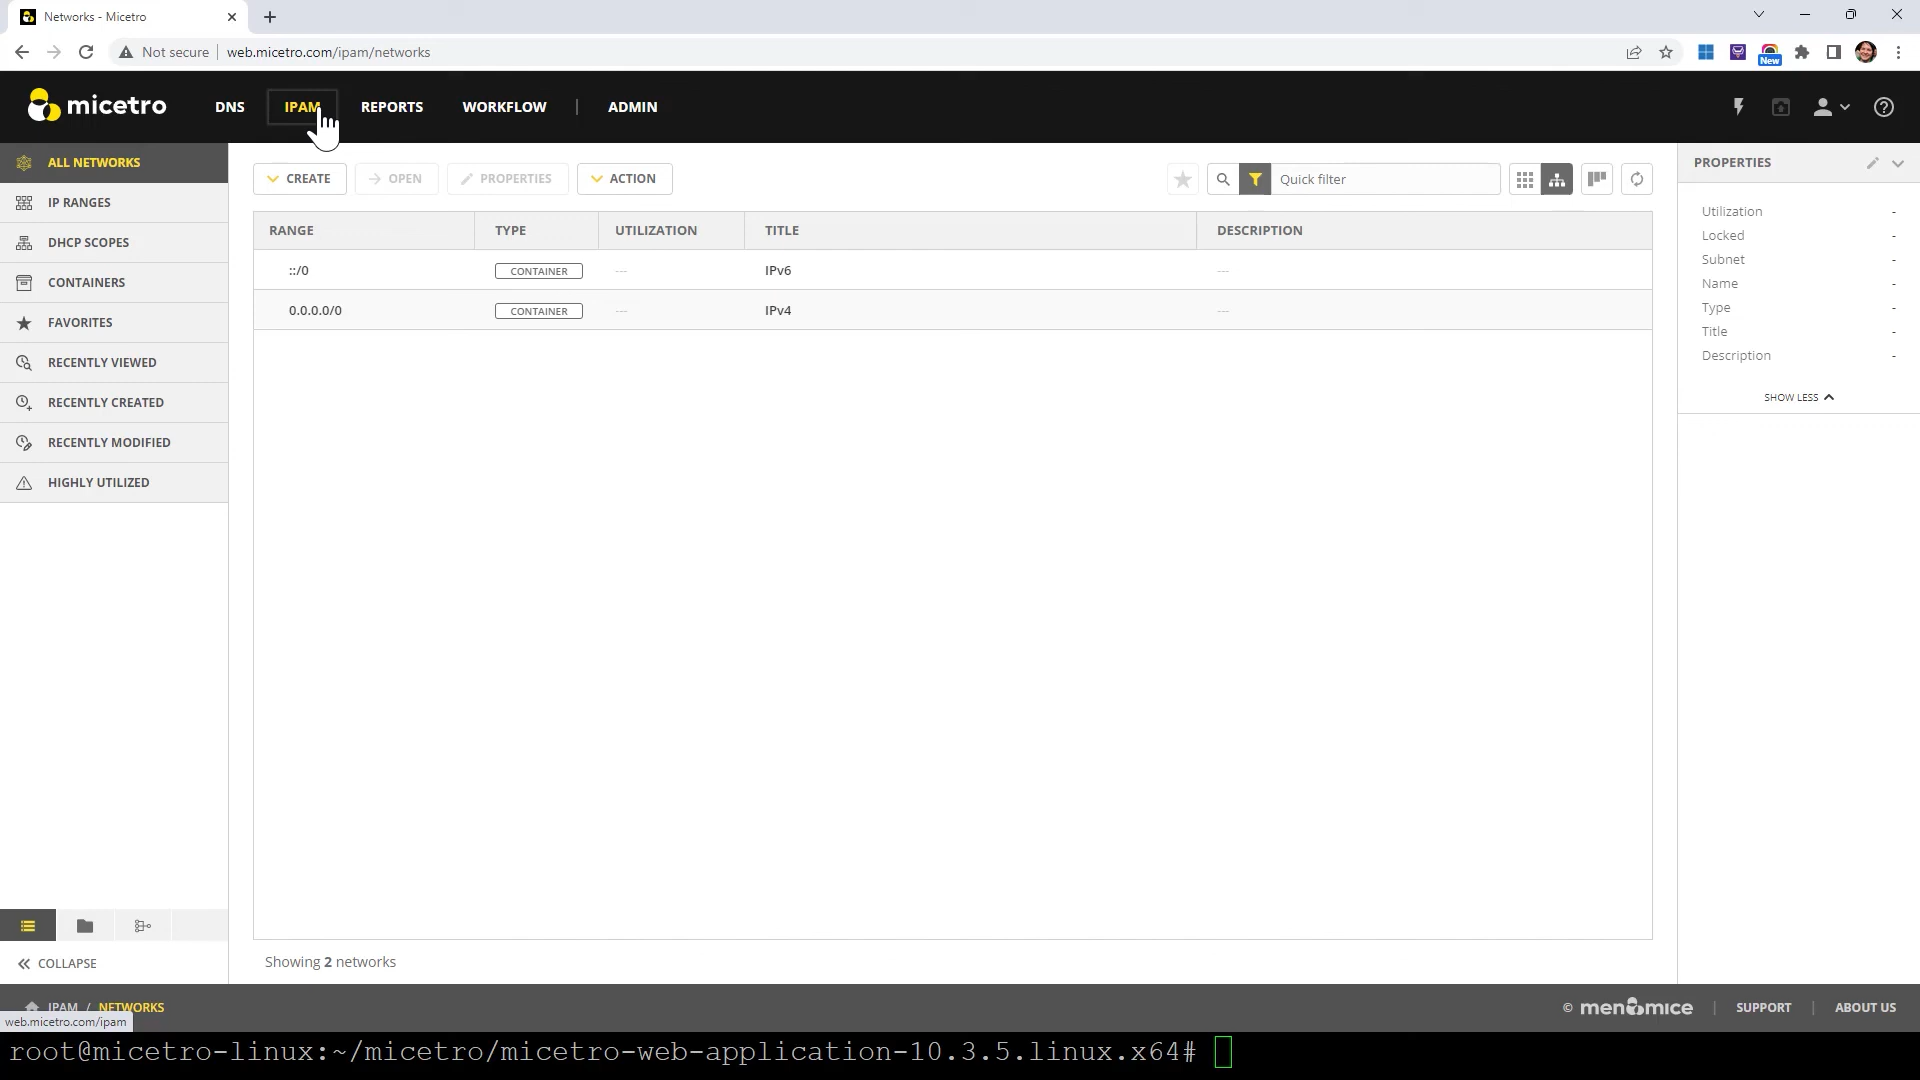 Networks - Micetro
Not secure
web.micetro.com/ipam/networks
New
micetro
DNS
IPAM
REPORTS
WORKFLOW
|
ADMIN
ALL NETWORKS
IP RANGES
DHCP SCOPES
CONTAINERS
FAVORITES
RECENTLY VIEWED
RECENTLY CREATED
RECENTLY MODIFIED
HIGHLY UTILIZED
COLLAPSE
CREATE
OPEN
PROPERTIES
ACTION
Quick filter
RANGE TYPE UTILIZATION TITLE DESCRIPTION
::/0 CONTAINER --- IPv6 ---
0.0.0.0/0 CONTAINER --- IPv4 ---
Showing 2 networks
PROPERTIES
Utilization -
Locked -
Subnet -
Name -
Type -
Title -
Description -
SHOW LESS
IPAM / NETWORKS
© men&mice | SUPPORT | ABOUT US
web.micetro.com/ipam
root@micetro-linux:~/micetro/micetro-web-application-10.3.5.linux.x64#